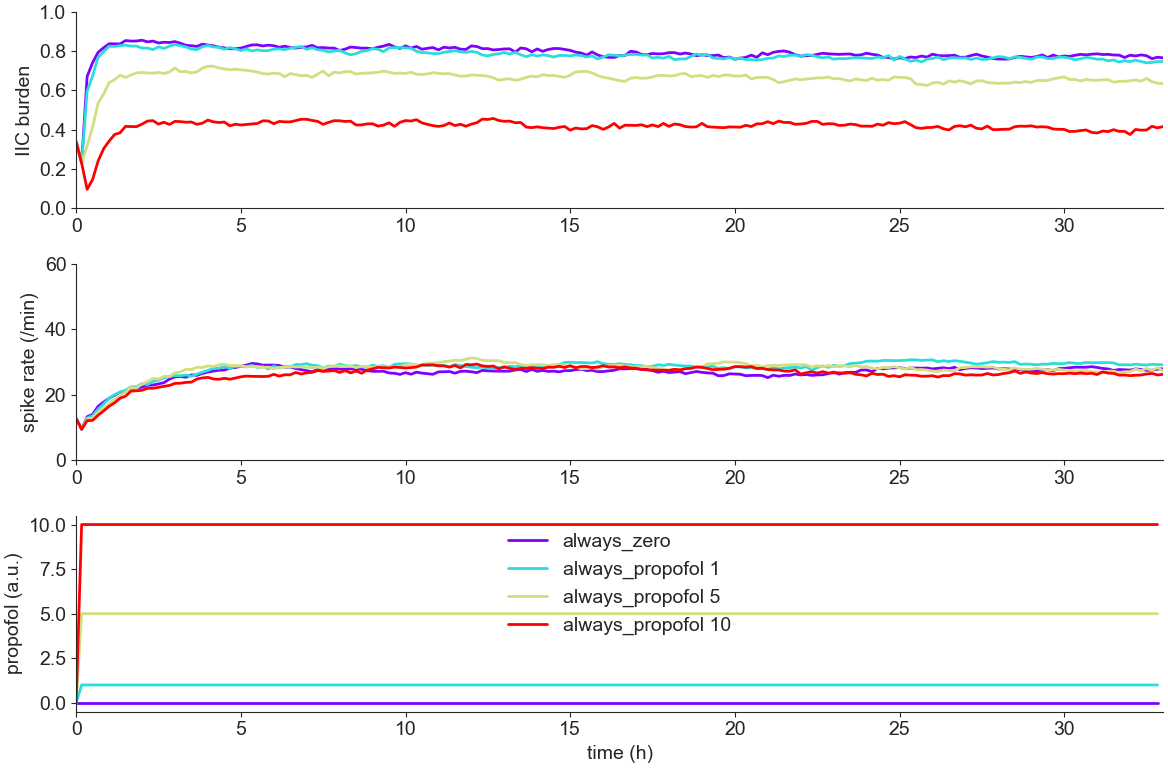 1.0
0.8
0.6
0.4
0.2
0.0
IIC burden
0 5 10 15 20 25 30
60
40
20
0
spike rate (/min)
0 5 10 15 20 25 30
10.0
7.5
5.0
2.5
0.0
propofol (a.u.)
always_zero
always_propofol 1
always_propofol 5
always_propofol 10
0 5 10 15 20 25 30
time (h)